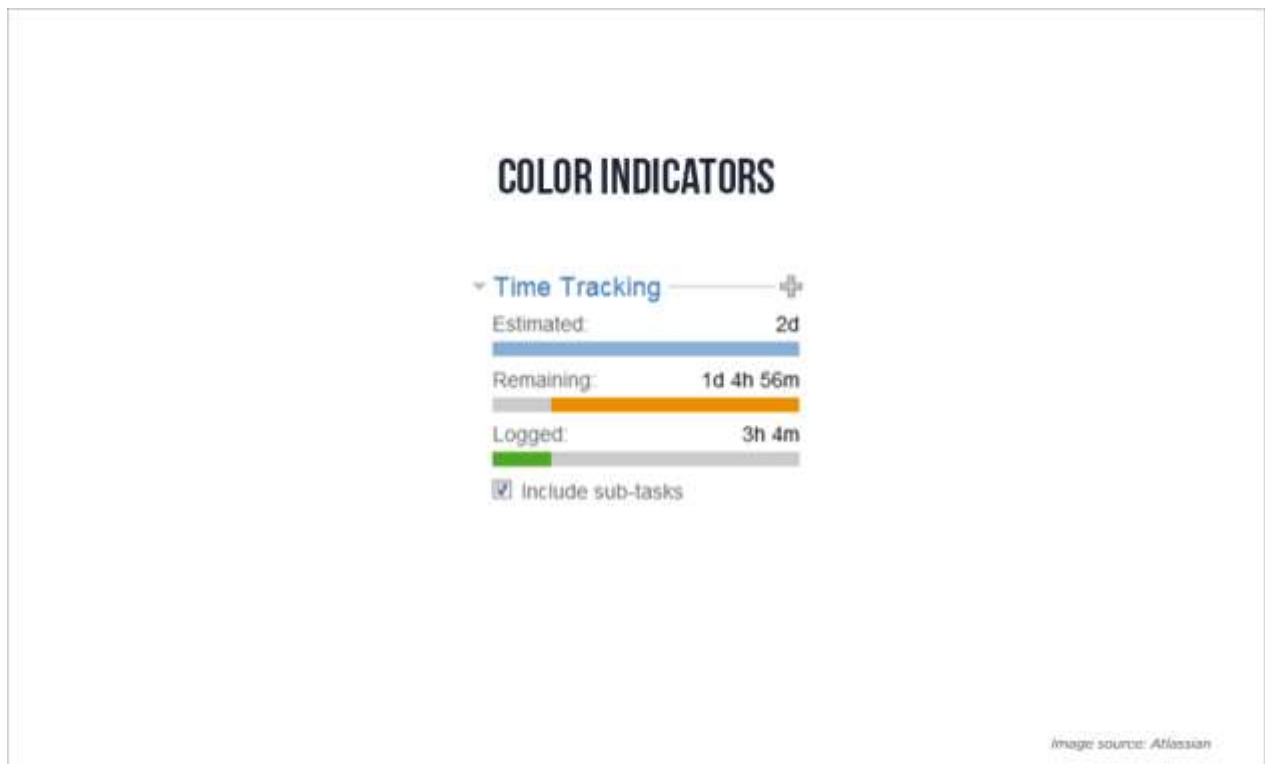 COLOR INDICATORS
Time Tracking
Estimated: 2d
Remaining: 1d 4h 56m
Logged: 3h 4m
Include sub-tasks
Image source: Atlassian